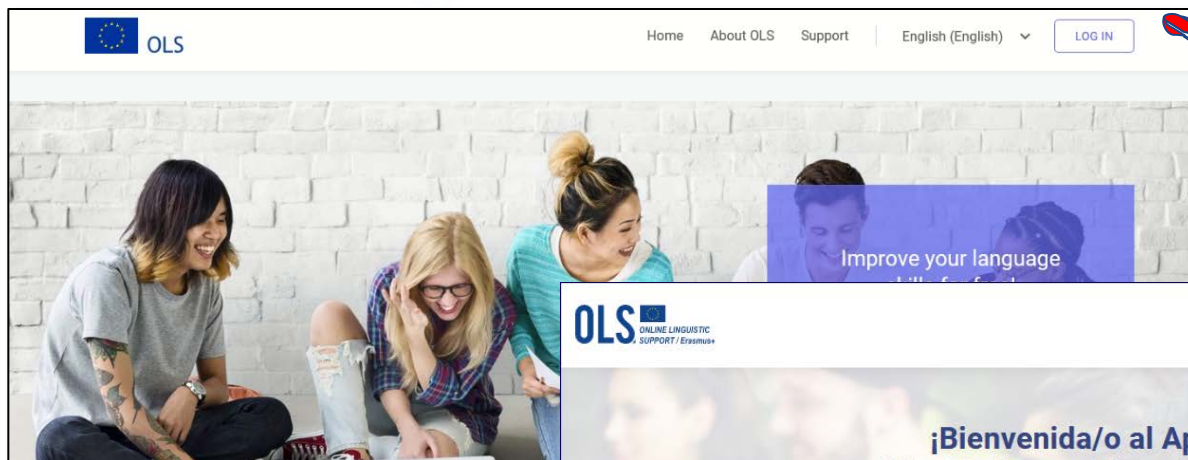 OLS
Home About OLS Support English (English) LOG IN
Improve your language
OLS ONLINE LINGUISTIC
SUPPORT / Erasmus+
¡Bienvenida/o al